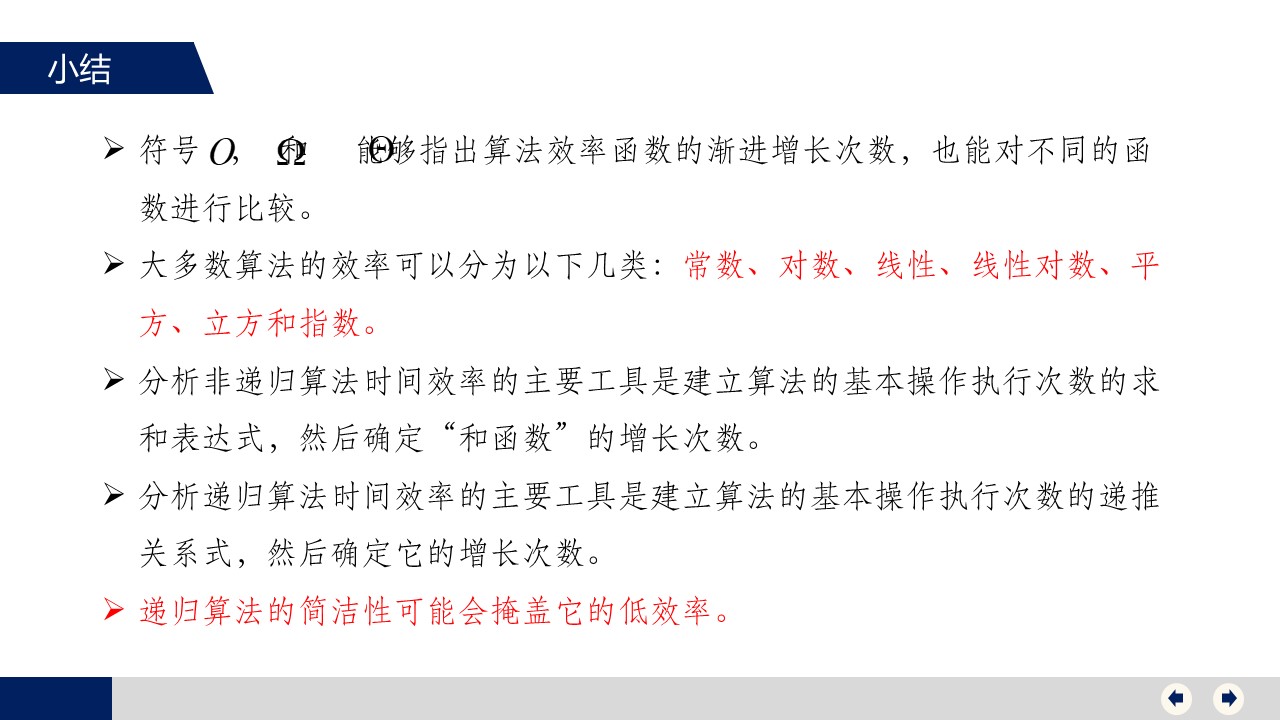 小结
➢ 符号 O， Ω 和 Θ 能够指出算法效率函数的渐进增长次数，也能对不同的函
数进行比较。
➢ 大多数算法的效率可以分为以下几类：常数、对数、线性、线性对数、平
方、立方和指数。
➢ 分析非递归算法时间效率的主要工具是建立算法的基本操作执行次数的求
和表达式，然后确定“和函数”的增长次数。
➢ 分析递归算法时间效率的主要工具是建立算法的基本操作执行次数的递推
关系式，然后确定它的增长次数。
➢ 递归算法的简洁性可能会掩盖它的低效率。